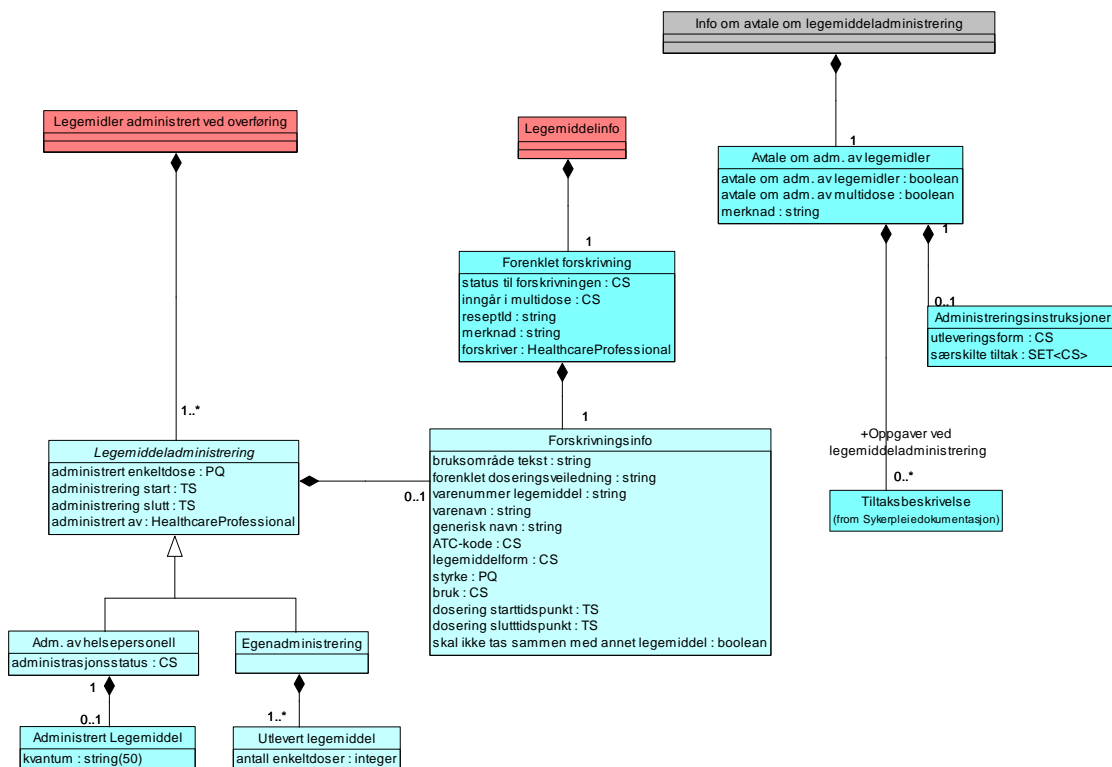 Info om avtale om legemiddeladministrering
1
Avtale om adm. av legemidler
avtale om adm. av legemidler : boolean
avtale om adm. av multidose : boolean
merknad : string
1
0..1
Administreringsinstruksjoner
utleveringsform : CS
særskilte tiltak : SET<CS>
+Oppgaver ved
legemiddeladministrering
0..*
Tiltaksbeskrivelse
(from Sykerpleiedokumentasjon)
Legemiddelinfo
1
Forenklet forskrivning
status til forskrivningen : CS
inngår i multidose : CS
reseptId : string
merknad : string
forskriver : HealthcareProfessional
1
Forskrivningsinfo
bruksområde tekst : string
forenklet doseringsveiledning : string
varenummer legemiddel : string
varenavn : string
generisk navn : string
ATC-kode : CS
legemiddelform : CS
styrke : PQ
bruk : CS
dosering starttidspunkt : TS
dosering slutttidspunkt : TS
skal ikke tas sammen med annet legemiddel : boolean
Legemidler administrert ved overføring
1..*
Legemiddeladministrering
administrert enkeltdose : PQ
administrering start : TS
administrering slutt : TS
administrert av : HealthcareProfessional
0..1
Adm. av helsepersonell
administrasjonsstatus : CS
1
0..1
Administrert Legemiddel
kvantum : string(50)
Egenadministrering
1..*
Utlevert legemiddel
antall enkeltdoser : integer